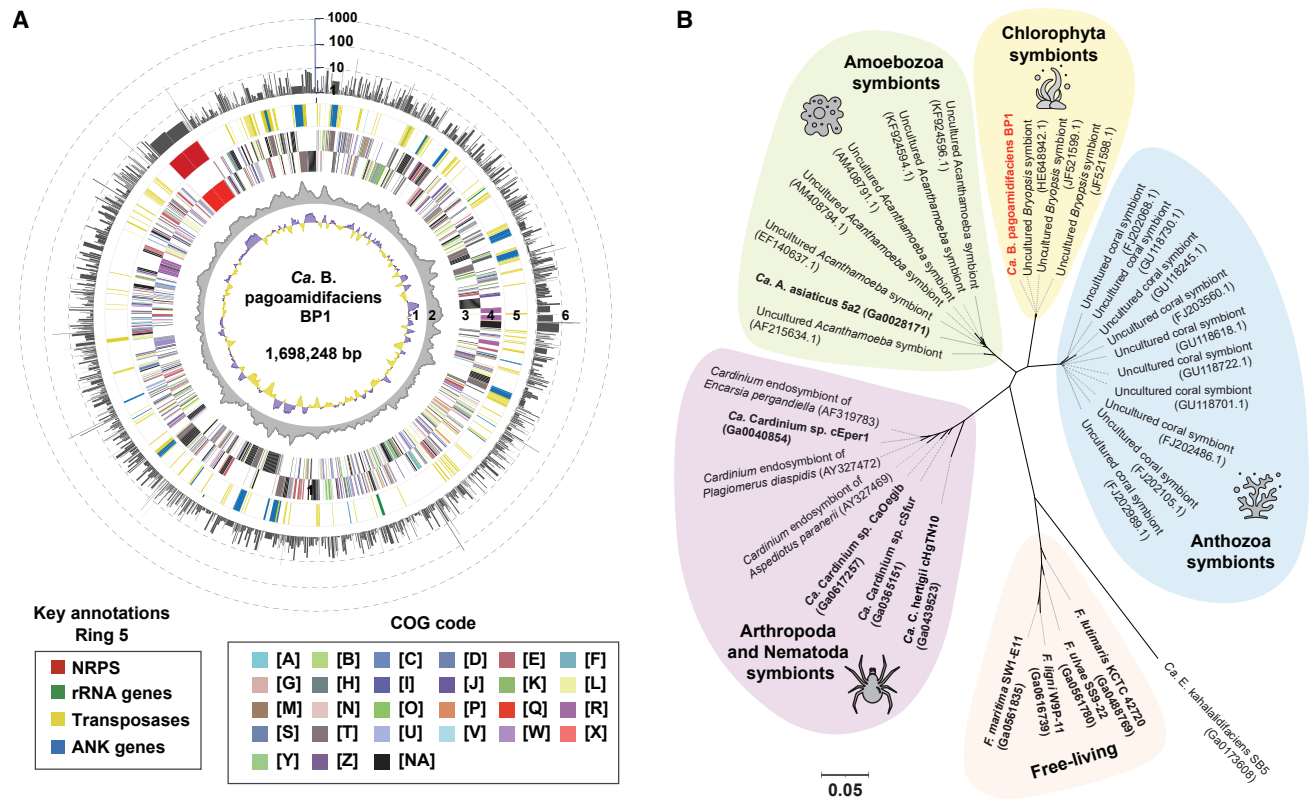 A
1000
100
10
1
Ca. B.
pagoamidifaciens
BP1
1,698,248 bp
1 2 3 4 5 6
1
Key annotations
Ring 5
NRPS
rRNA genes
Transposases
ANK genes
COG code
[A] [B] [C] [D] [E] [F]
[G] [H] [I] [J] [K] [L]
[M] [N] [O] [P] [Q] [R]
[S] [T] [U] [V] [W] [X]
[Y] [Z] [NA]
B
Amoebozoa
symbionts
Uncultured Acanthamoeba symbiont
(KF924596.1)
Uncultured Acanthamoeba symbiont
(KF924594.1)
Uncultured Acanthamoeba symbiont
(AM408791.1)
Uncultured Acanthamoeba symbiont
(AM408794.1)
Uncultured Acanthamoeba symbiont
(EF140637.1)
Ca. A. asiaticus 5a2 (Ga0028171)
Uncultured Acanthamoeba symbiont
(AF215634.1)
Chlorophyta
symbionts
Ca. B. pagoamidifaciens BP1
Uncultured Bryopsis symbiont
(HE648942.1)
Uncultured Bryopsis symbiont
(JF521599.1)
Uncultured Bryopsis symbiont
(JF521598.1)
Uncultured coral symbiont
(FJ202068.1)
Uncultured coral symbiont
(GU118730.1)
Uncultured coral symbiont
(GU118245.1)
Uncultured coral symbiont
(FJ203560.1)
Uncultured coral symbiont
(GU118618.1)
Uncultured coral symbiont
(GU118722.1)
Uncultured coral symbiont
(GU118701.1)
Uncultured coral symbiont
(FJ202486.1)
Uncultured coral symbiont
(FJ202105.1)
Uncultured coral symbiont
(FJ202989.1)
Anthozoa
symbionts
Cardinium endosymbiont of
Encarsia pergandiella (AF319783)
Ca. Cardinium sp. cEper1
(Ga0040854)
Cardinium endosymbiont of
Plagiomerus diaspidis (AY327472)
Cardinium endosymbiont of
Aspediotus paranerii (AY327469)
Ca. Cardinium sp. CaOegib
(Ga0617257)
Ca. Cardinium sp. cSfur
(Ga0365151)
Ca. C. hertigii cHgTN10
(Ga0439523)
Arthropoda
and Nematoda
symbionts
F. maritima SW1-E11
(Ga0561835)
F. ligni W9P-11
(Ga0516739)
F. ulvae SS9-22
(Ga0561780)
F. lutimaris KCTC 42720
(Ga0488769)
Free-living
Ca. E. kahalalidifaciens SB5
(Ga0173608)
0.05